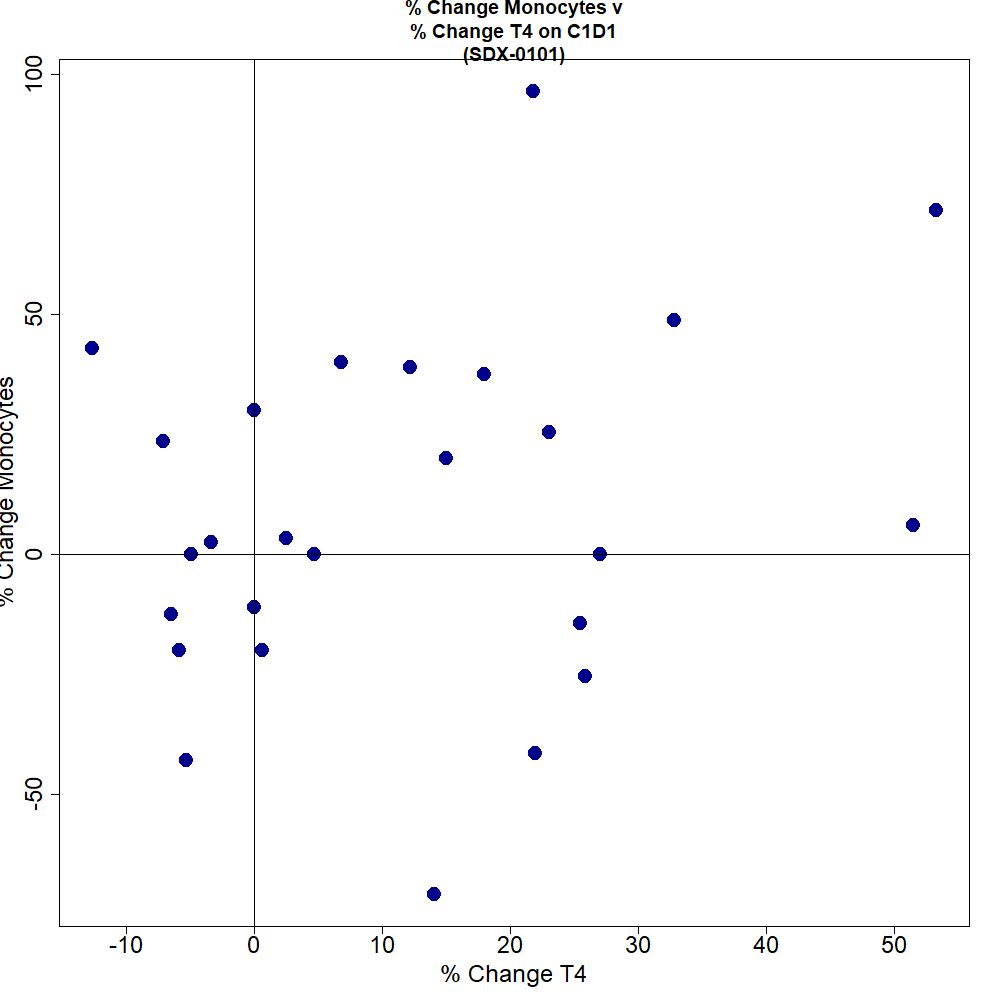 % Change Monocytes v
% Change T4 on C1D1
(SDX-0101)
100
50
0
-50
% Change Monocytes
-10
0
10
20
30
40
50
% Change T4